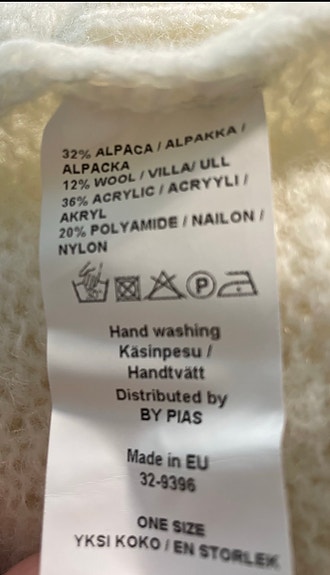 32% ALPACA / ALPAKKA /
ALPACKA
12% WOOL / VILLA/ ULL
36% ACRYLIC / ACRYYLI /
AKRYL
20% POLYAMIDE / NAILON /
NYLON
P
Hand washing
Käsinpesu /
Handtvätt
Distributed by
BY PIAS
Made in EU
32-9396
ONE SIZE
YKSI KOKO / EN STORLEK